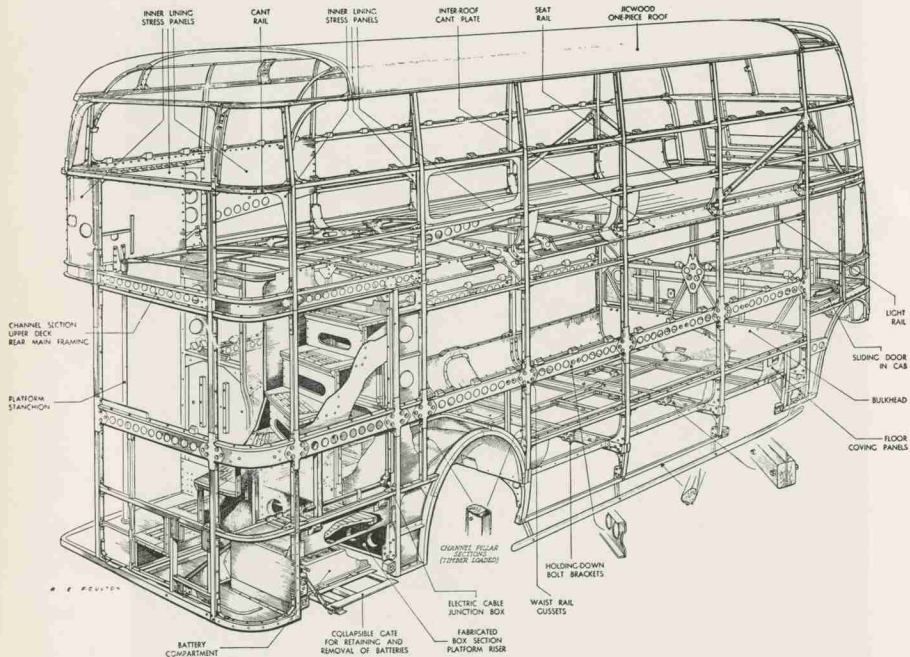 INNER LINING
STRESS PANELS
CANT
RAIL
INNER LINING
STRESS PANELS
INTER-ROOF
CANT PLATE
SEAT
RAIL
JICWOOD
ONE-PIECE ROOF
CHANNEL SECTION
UPPER DECK
REAR MAIN FRAMING
PLATFORM
STANCHION
LIGHT
RAIL
SLIDING DOOR
IN CAB
BULKHEAD
FLOOR
COVING PANELS
CHANNEL PILLAR
SECTIONS
(TIMBER LOADED)
HOLDING-DOWN
BOLT BRACKETS
WAIST RAIL
GUSSETS
ELECTRIC CABLE
JUNCTION BOX
FABRICATED
BOX SECTION
PLATFORM RISER
COLLAPSIBLE GATE
FOR RETAINING AND
REMOVAL OF BATTERIES
BATTERY
COMPARTMENT